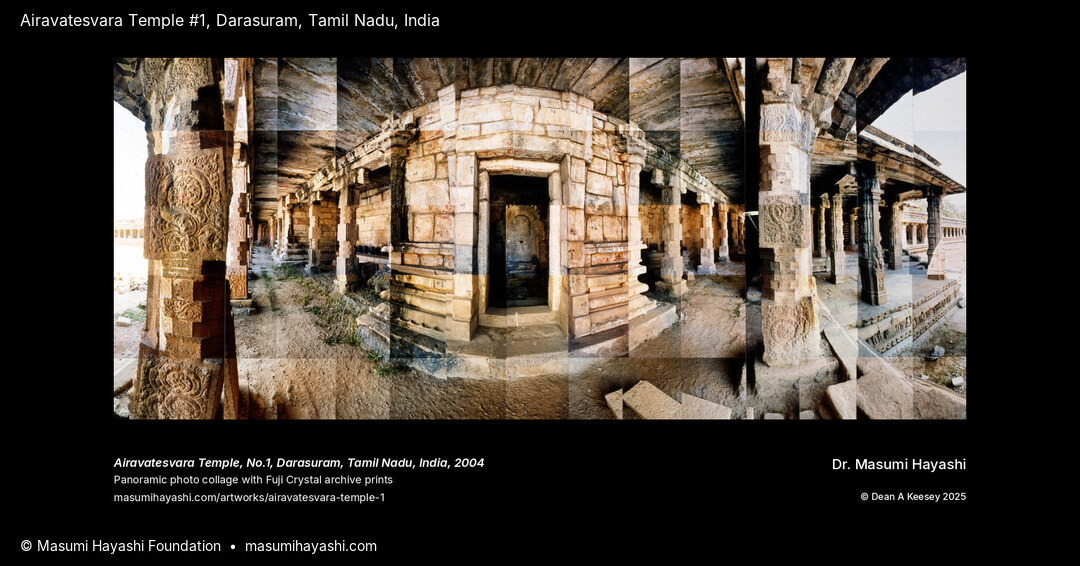 Airavatesvara Temple #1, Darasuram, Tamil Nadu, India
Airavatesvara Temple, No.1, Darasuram, Tamil Nadu, India, 2004
Panoramic photo collage with Fuji Crystal archive prints
masumihayashi.com/artworks/airavatesvara-temple-1
Dr. Masumi Hayashi
© Dean A Keesey 2025
© Masumi Hayashi Foundation • masumihayashi.com